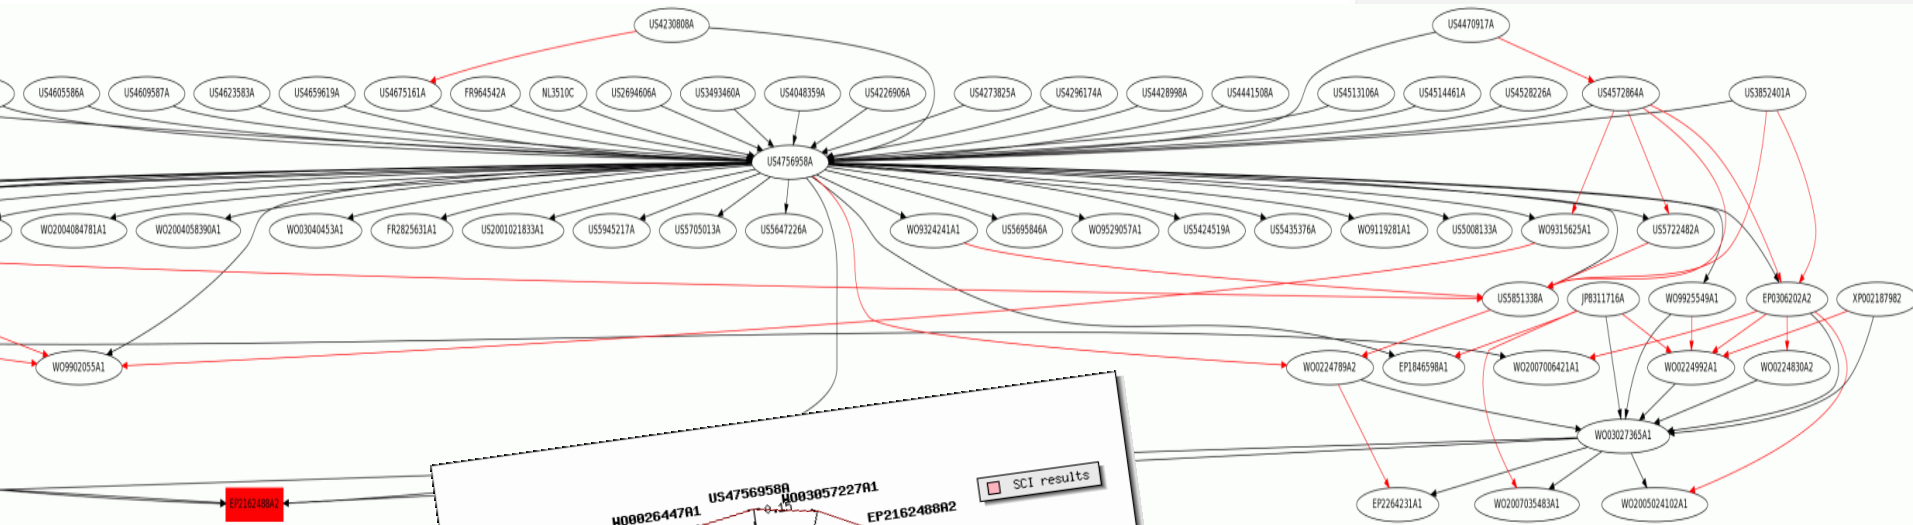 US4230808A US4470917A
US4605586A US4609587A US4623583A US4659619A US4675161A FR964542A NL3510C US2694606A US3493460A US4048359A US4226906A US4273825A US4296174A US4428998A US4441508A US4513106A US4514461A US4528226A US4572864A US3852401A
US4756958A
WO2004084781A1 WO2004058390A1 WO03040453A1 FR2825631A1 US2001021833A1 US5945217A US5705013A US5647226A WO9324241A1 US5695846A WO9529057A1 US5424519A US5435376A WO9119281A1 US5008133A WO9315625A1 US5722482A
US5851338A JP8311716A WO9925549A1 EP0306202A2 XP002187982
WO9902055A1 WO0224789A2 EP1846598A1 WO2007006421A1 WO0224992A1 WO0224830A2
WO03027365A1
EP2162488A2 EP2264231A1 WO2007035483A1 WO2005024102A1
SCI results
US4756958A WO03057227A1
0.15
WO0026447A1 EP2162488A2